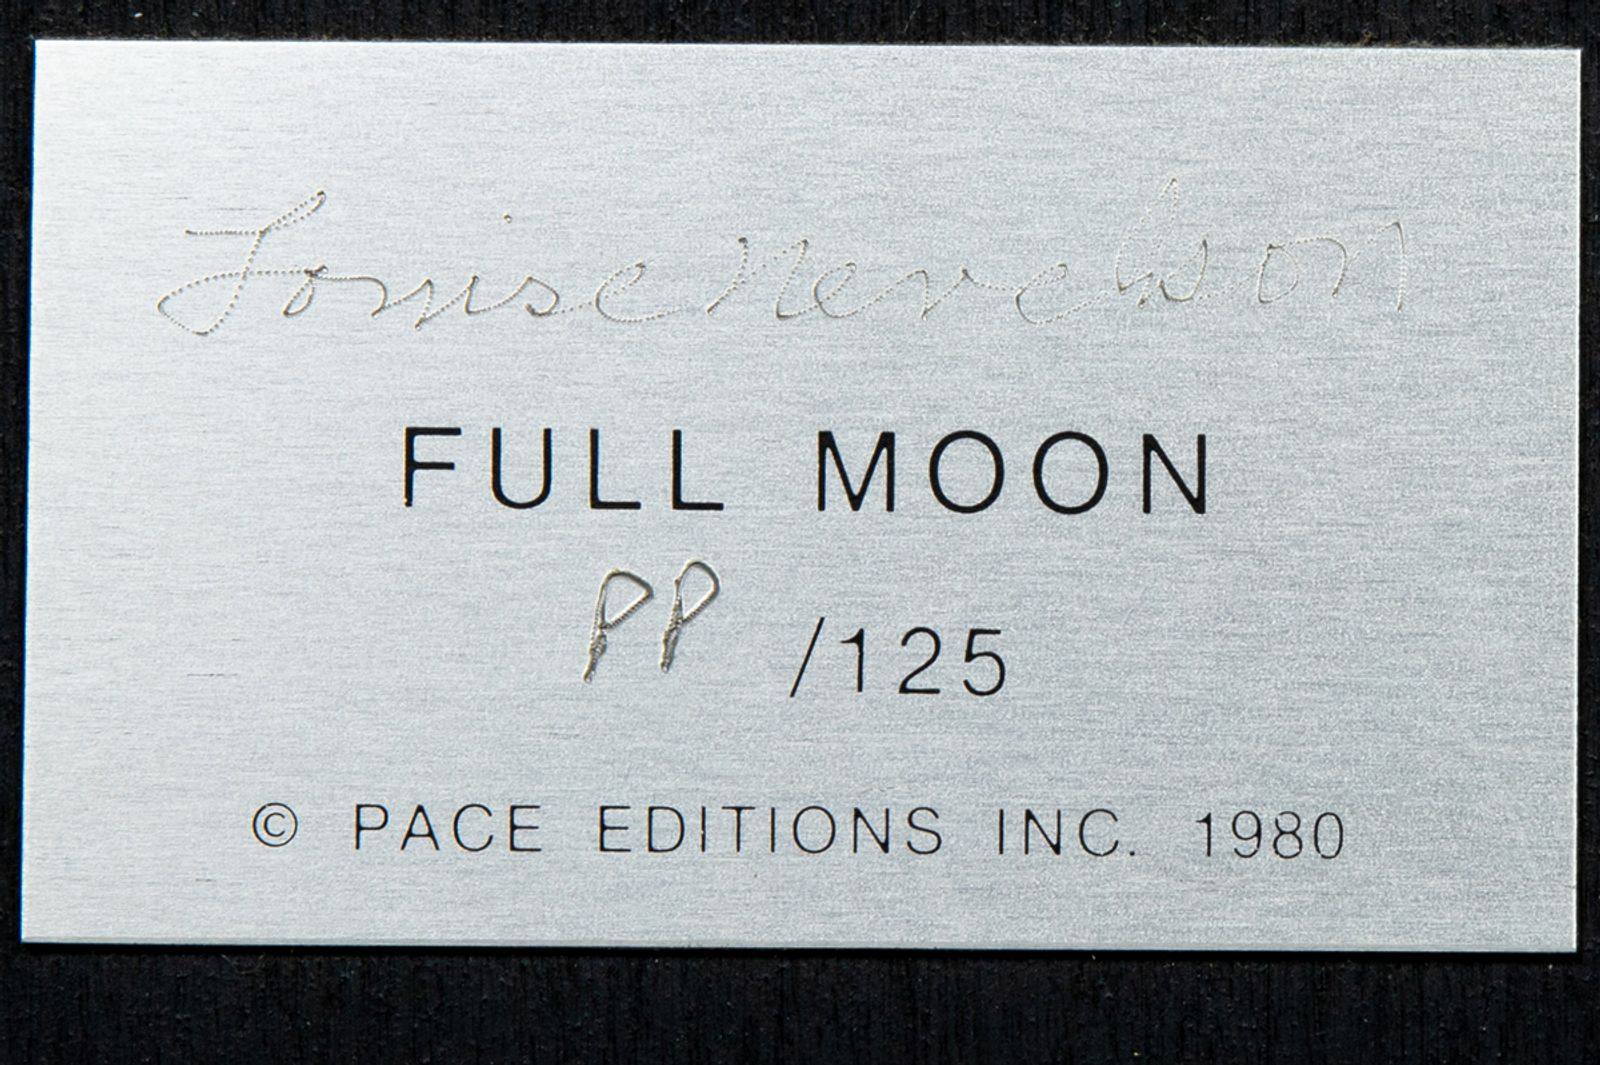 Louise Nevelson
FULL MOON
PP /125
© PACE EDITIONS INC. 1980